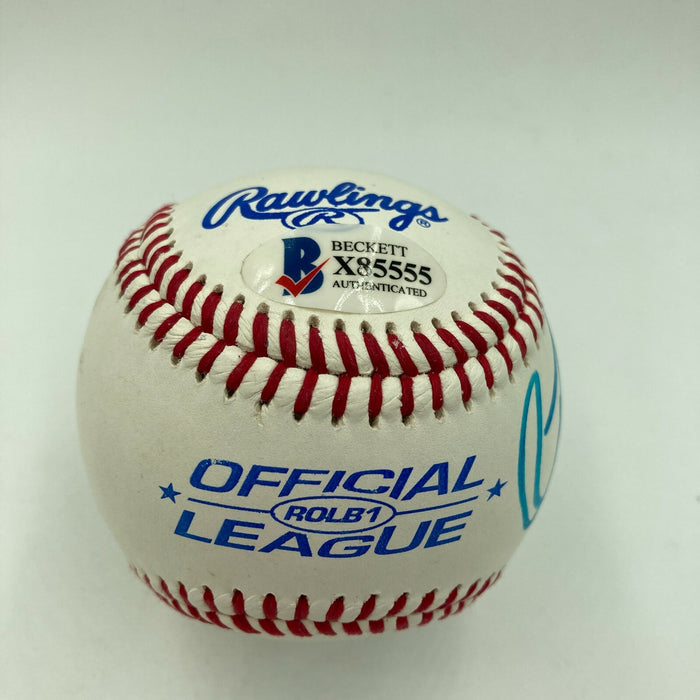 Rawlings®
R
B BECKETT
X85555
AUTHENTICATED
OFFICIAL
ROLB1
LEAGUE